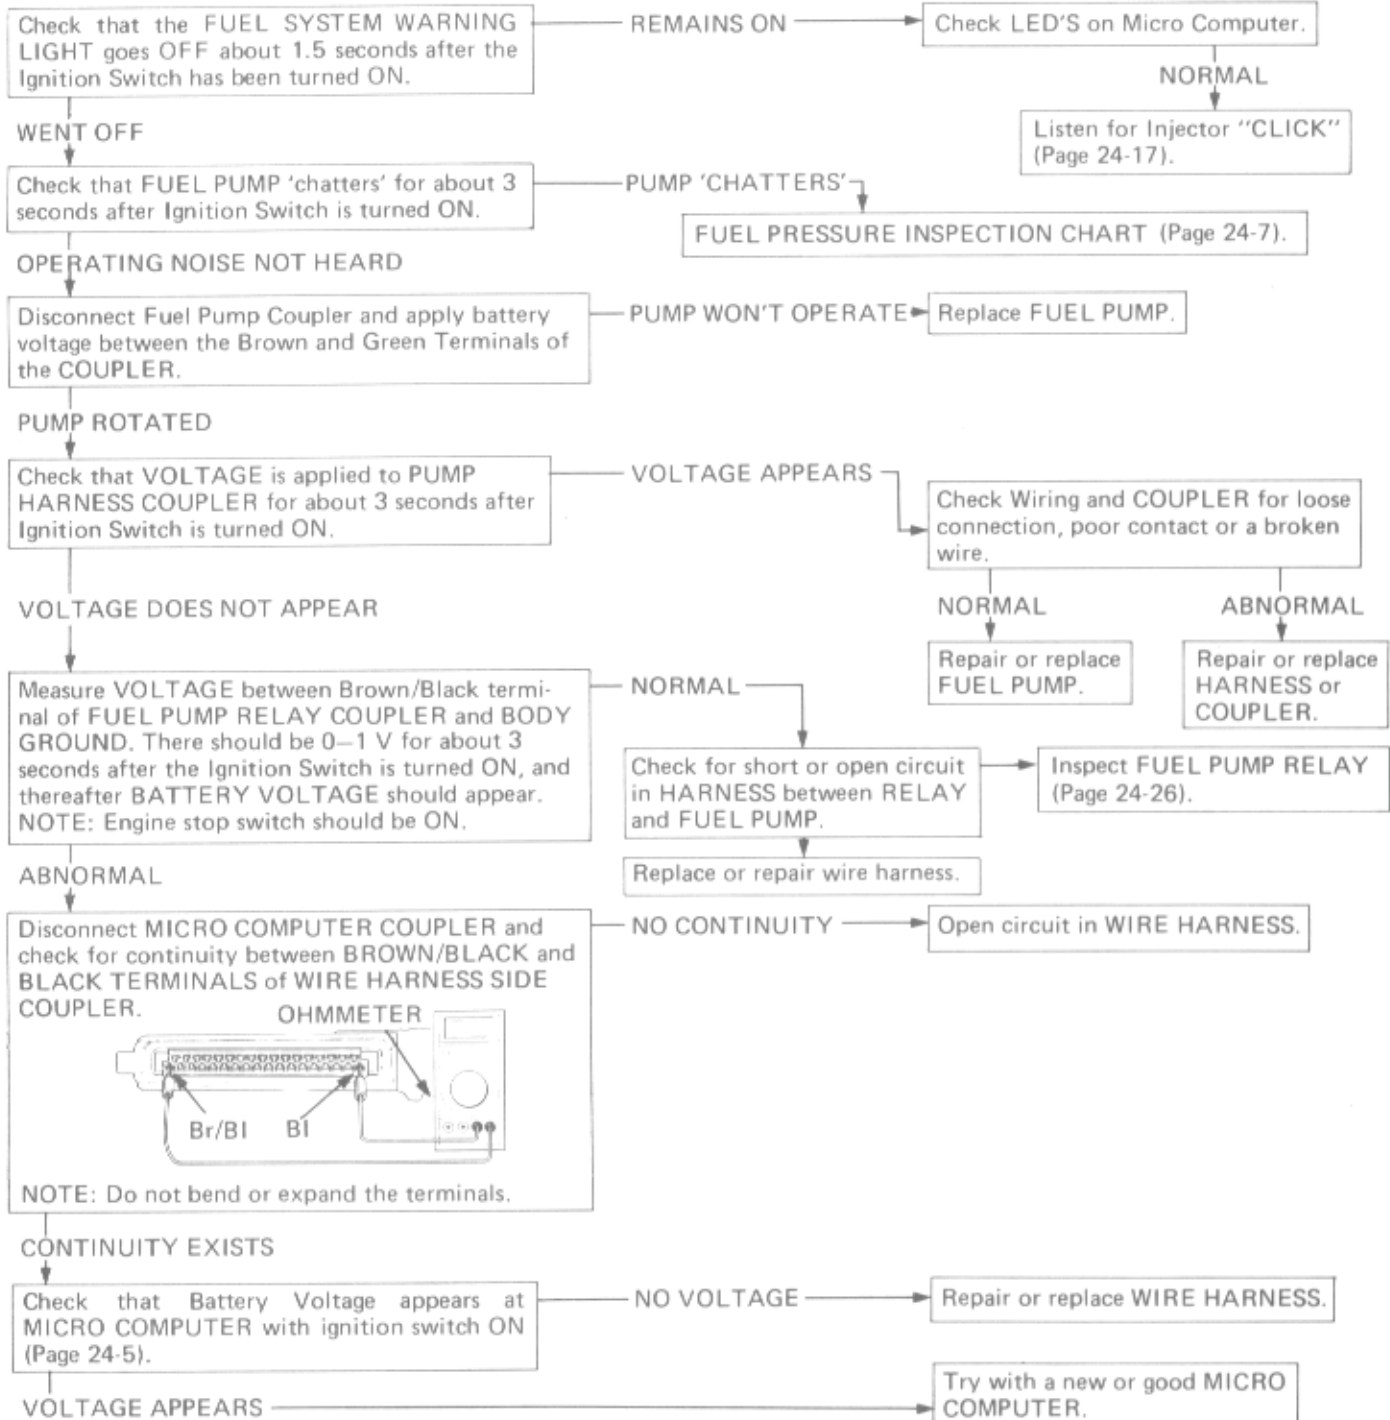 Check that the FUEL SYSTEM WARNING
LIGHT goes OFF about 1.5 seconds after the
Ignition Switch has been turned ON.
REMAINS ON
Check LED'S on Micro Computer.
NORMAL
Listen for Injector "CLICK"
(Page 24-17).
WENT OFF
Check that FUEL PUMP 'chatters' for about 3
seconds after Ignition Switch is turned ON.
PUMP 'CHATTERS'
FUEL PRESSURE INSPECTION CHART (Page 24-7).
OPERATING NOISE NOT HEARD
Disconnect Fuel Pump Coupler and apply battery
voltage between the Brown and Green Terminals of
the COUPLER.
PUMP WON'T OPERATE
Replace FUEL PUMP.
PUMP ROTATED
Check that VOLTAGE is applied to PUMP
HARNESS COUPLER for about 3 seconds after
Ignition Switch is turned ON.
VOLTAGE APPEARS
Check Wiring and COUPLER for loose
connection, poor contact or a broken
wire.
NORMAL
ABNORMAL
Repair or replace
FUEL PUMP.
Repair or replace
HARNESS or
COUPLER.
VOLTAGE DOES NOT APPEAR
Measure VOLTAGE between Brown/Black termi-
nal of FUEL PUMP RELAY COUPLER and BODY
GROUND. There should be 0—1 V for about 3
seconds after the Ignition Switch is turned ON, and
thereafter BATTERY VOLTAGE should appear.
NOTE: Engine stop switch should be ON.
NORMAL
Check for short or open circuit
in HARNESS between RELAY
and FUEL PUMP.
Inspect FUEL PUMP RELAY
(Page 24-26).
Replace or repair wire harness.
ABNORMAL
Disconnect MICRO COMPUTER COUPLER and
check for continuity between BROWN/BLACK and
BLACK TERMINALS of WIRE HARNESS SIDE
COUPLER.
OHMMETER
Br/Bl
Bl
NOTE: Do not bend or expand the terminals.
NO CONTINUITY
Open circuit in WIRE HARNESS.
CONTINUITY EXISTS
Check that Battery Voltage appears at
MICRO COMPUTER with ignition switch ON
(Page 24-5).
NO VOLTAGE
Repair or replace WIRE HARNESS.
VOLTAGE APPEARS
Try with a new or good MICRO
COMPUTER.